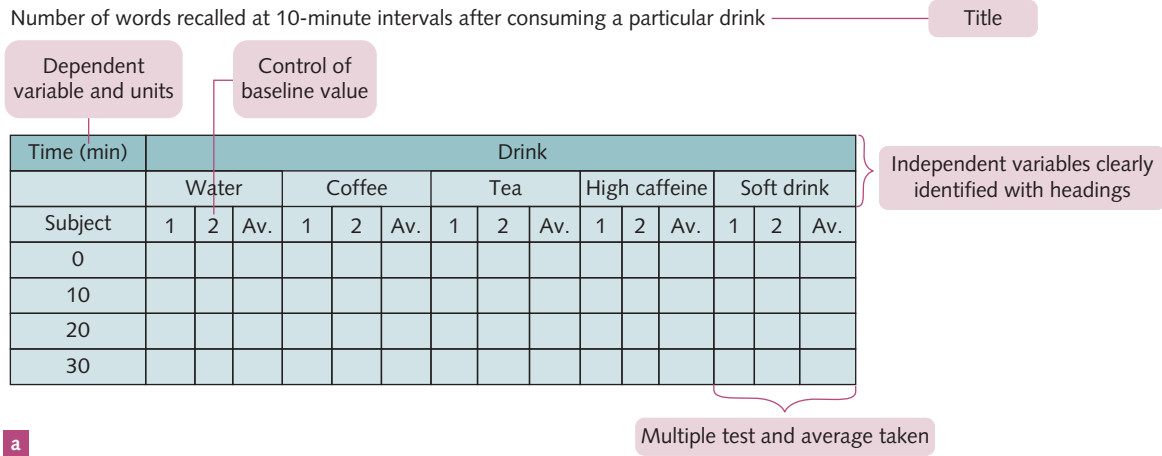 Number of words recalled at 10-minute intervals after consuming a particular drink
Title
Dependent
variable and units
Control of
baseline value
Time (min) Drink
Water Coffee Tea High caffeine Soft drink
Independent variables clearly
identified with headings
Subject 1 2 Av. 1 2 Av. 1 2 Av. 1 2 Av. 1 2 Av.
0
10
20
30
Multiple test and average taken
a